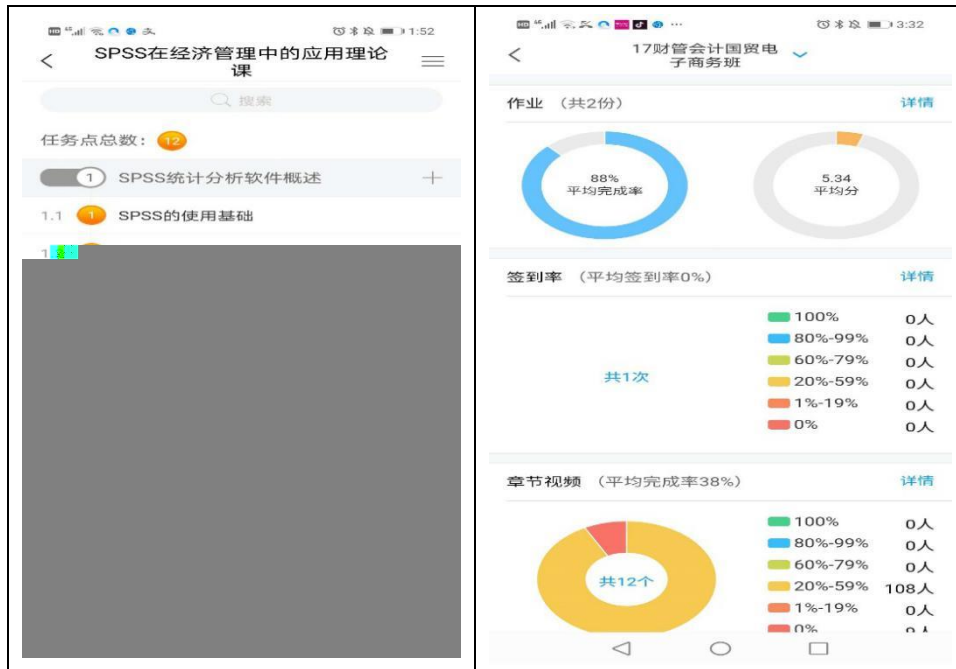 1:52
SPSS在经济管理中的应用理论
课
搜索
任务点总数： 12
1 SPSS统计分析软件概述
1.1 1 SPSS的使用基础
3:32
17财管会计国贸电
子商务班
作业 （共2份） 详情
88%
平均完成率
5.34
平均分
签到率 （平均签到率0%） 详情
共1次
100% 0人
80%-99% 0人
60%-79% 0人
20%-59% 0人
1%-19% 0人
0% 0人
章节视频 （平均完成率38%） 详情
共12个
100% 0人
80%-99% 0人
60%-79% 0人
20%-59% 108人
1%-19% 0人
0%